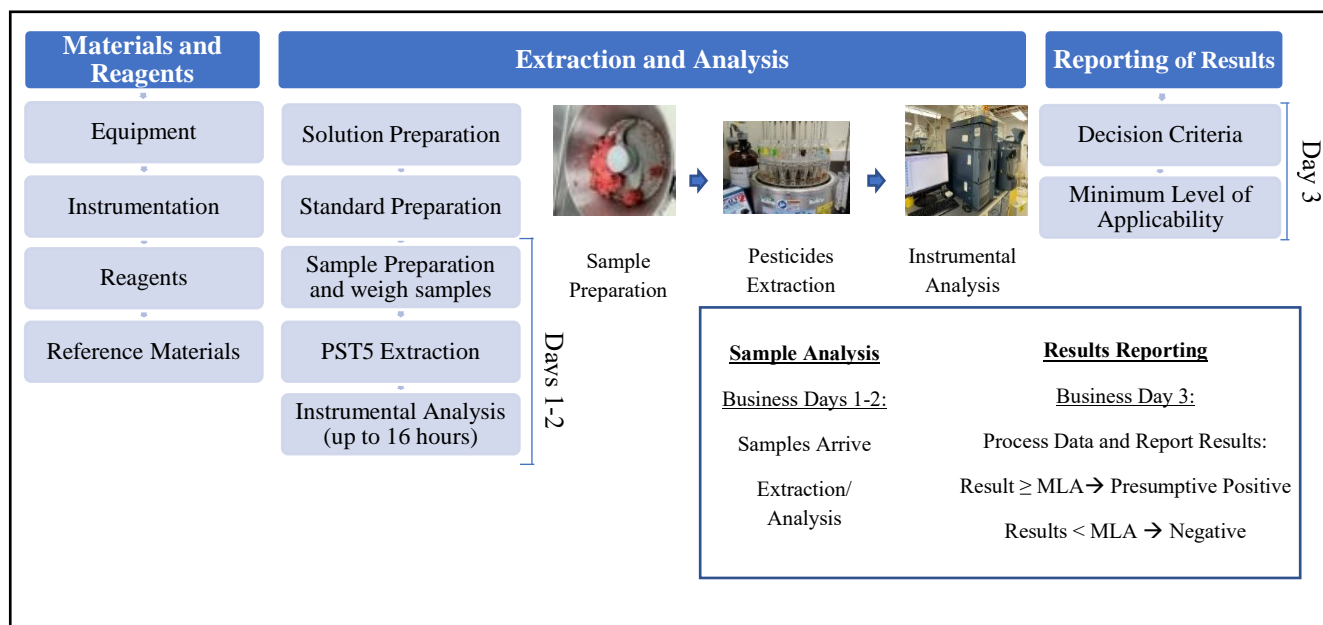 Materials and
Reagents
Equipment
Instrumentation
Reagents
Reference Materials
Extraction and Analysis
Solution Preparation
Standard Preparation
Sample Preparation
and weigh samples
PST5 Extraction
Instrumental Analysis
(up to 16 hours)
Days 1-2
Sample
Preparation
Pesticides
Extraction
Instrumental
Analysis
Reporting of Results
Decision Criteria
Minimum Level of
Applicability
Day 3
Sample Analysis
Business Days 1-2:
Samples Arrive
Extraction/
Analysis
Results Reporting
Business Day 3:
Process Data and Report Results:
Result ≥ MLA→ Presumptive Positive
Results < MLA → Negative